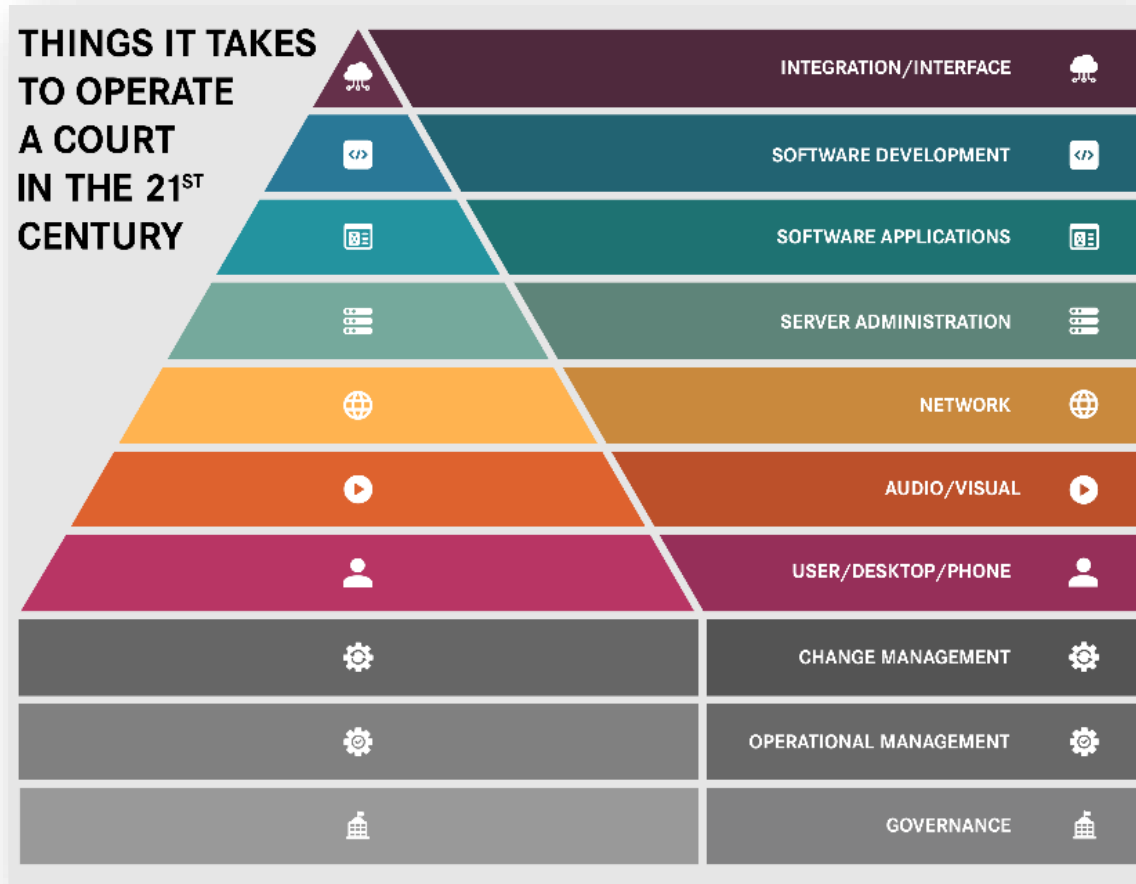 THINGS IT TAKES
TO OPERATE
A COURT
IN THE 21ST
CENTURY
INTEGRATION/INTERFACE
SOFTWARE DEVELOPMENT
SOFTWARE APPLICATIONS
SERVER ADMINISTRATION
NETWORK
AUDIO/VISUAL
USER/DESKTOP/PHONE
CHANGE MANAGEMENT
OPERATIONAL MANAGEMENT
GOVERNANCE